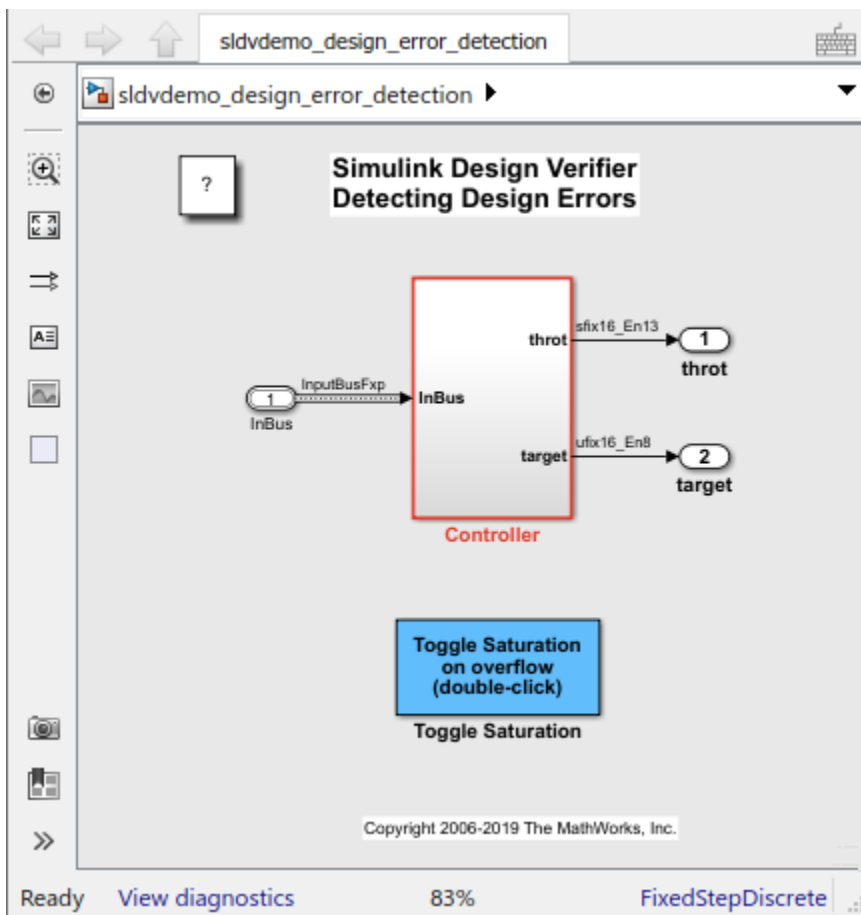 sldvdemo_design_error_detection
sldvdemo_design_error_detection
?
Simulink Design Verifier
Detecting Design Errors
throt
sfix16_En13
1
throt
InputBusFxp
1
InBus
InBus
target
ufix16_En8
2
target
Controller
Toggle Saturation
on overflow
(double-click)
Toggle Saturation
Copyright 2006-2019 The MathWorks, Inc.
Ready View diagnostics 83% FixedStepDiscrete